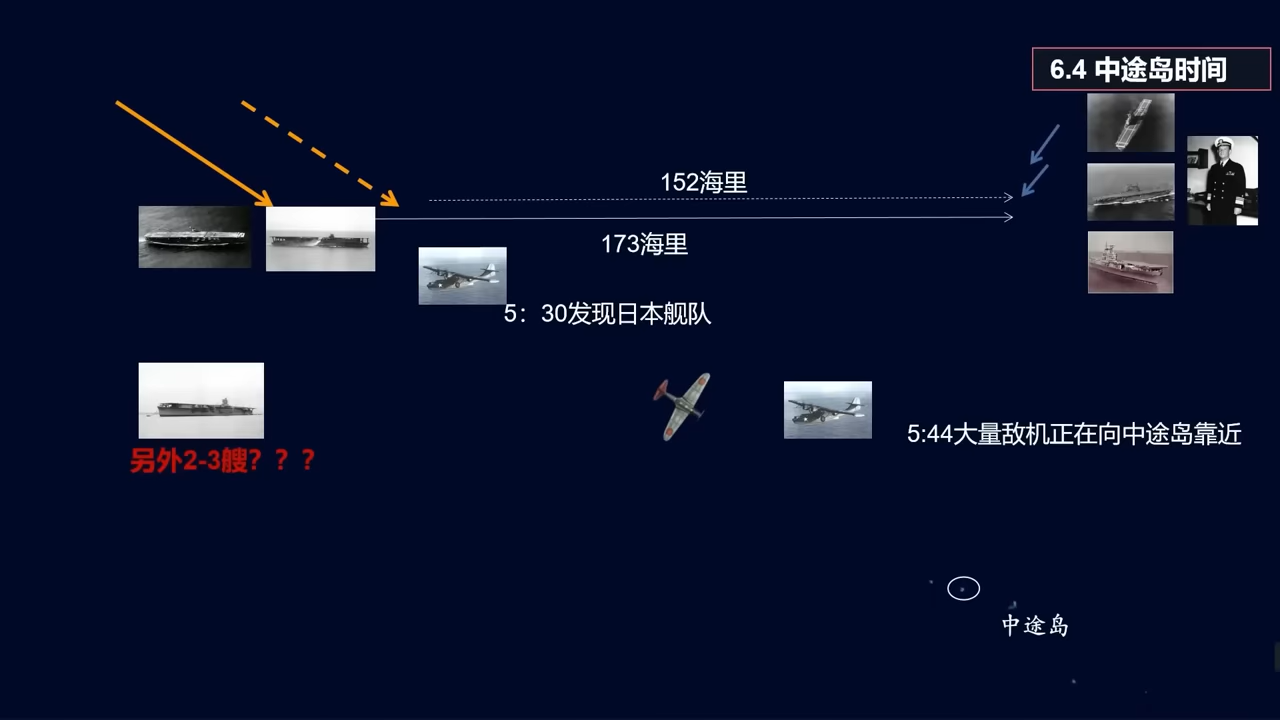 6.4 中途岛时间
152海里
173海里
5：30发现日本舰队
5:44大量敌机正在向中途岛靠近
另外2-3艘？？？
中途岛